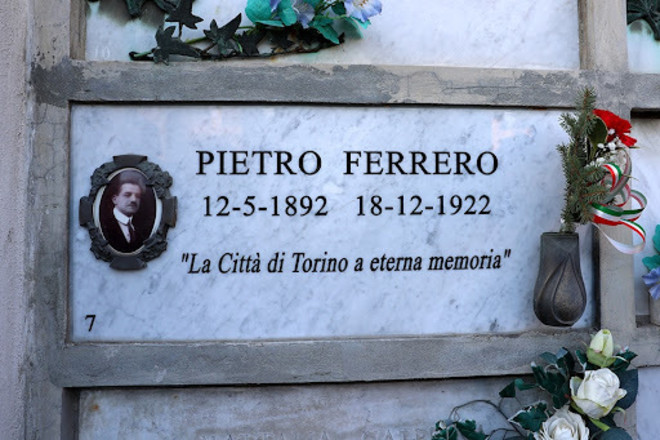 PIETRO FERRERO
12-5-1892 18-12-1922
"La Città di Torino a eterna memoria"
7